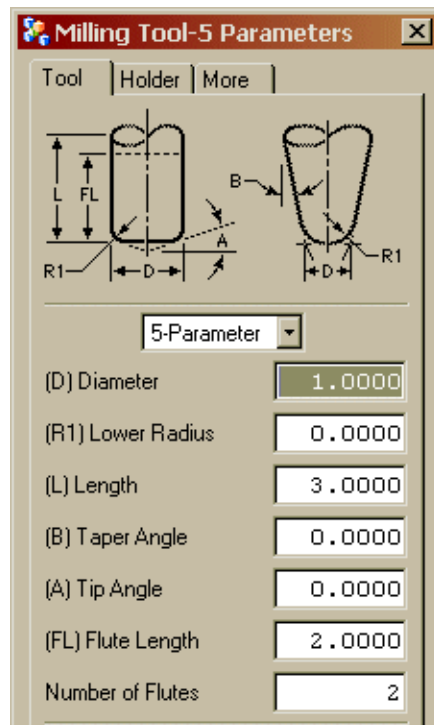 Milling Tool-5 Parameters
Tool Holder More
L FL B
A
R1 D D R1
5-Parameter
(D) Diameter 1.0000
(R1) Lower Radius 0.0000
(L) Length 3.0000
(B) Taper Angle 0.0000
(A) Tip Angle 0.0000
(FL) Flute Length 2.0000
Number of Flutes 2